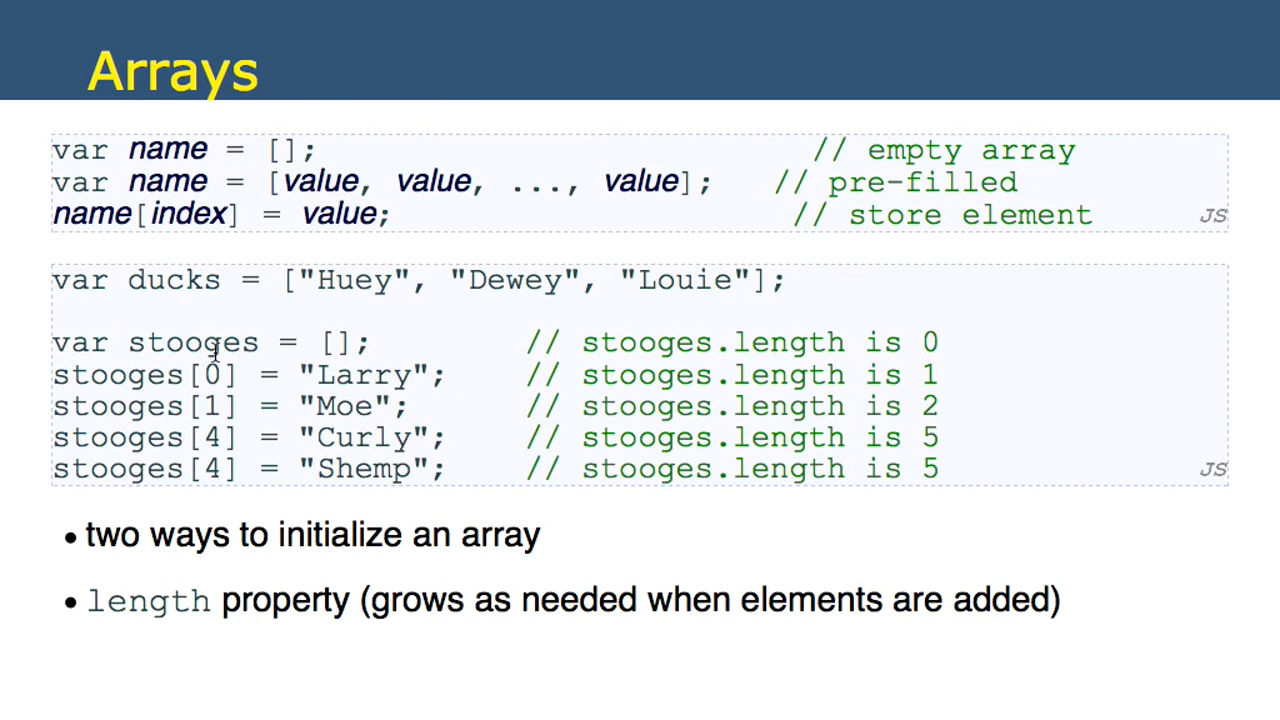 Arrays
var name = []; // empty array
var name = [value, value, ..., value]; // pre-filled
name[index] = value; // store element
JS
var ducks = ["Huey", "Dewey", "Louie"];
var stooges = []; // stooges.length is 0
stooges[0] = "Larry"; // stooges.length is 1
stooges[1] = "Moe"; // stooges.length is 2
stooges[4] = "Curly"; // stooges.length is 5
stooges[4] = "Shemp"; // stooges.length is 5
JS
• two ways to initialize an array
• length property (grows as needed when elements are added)